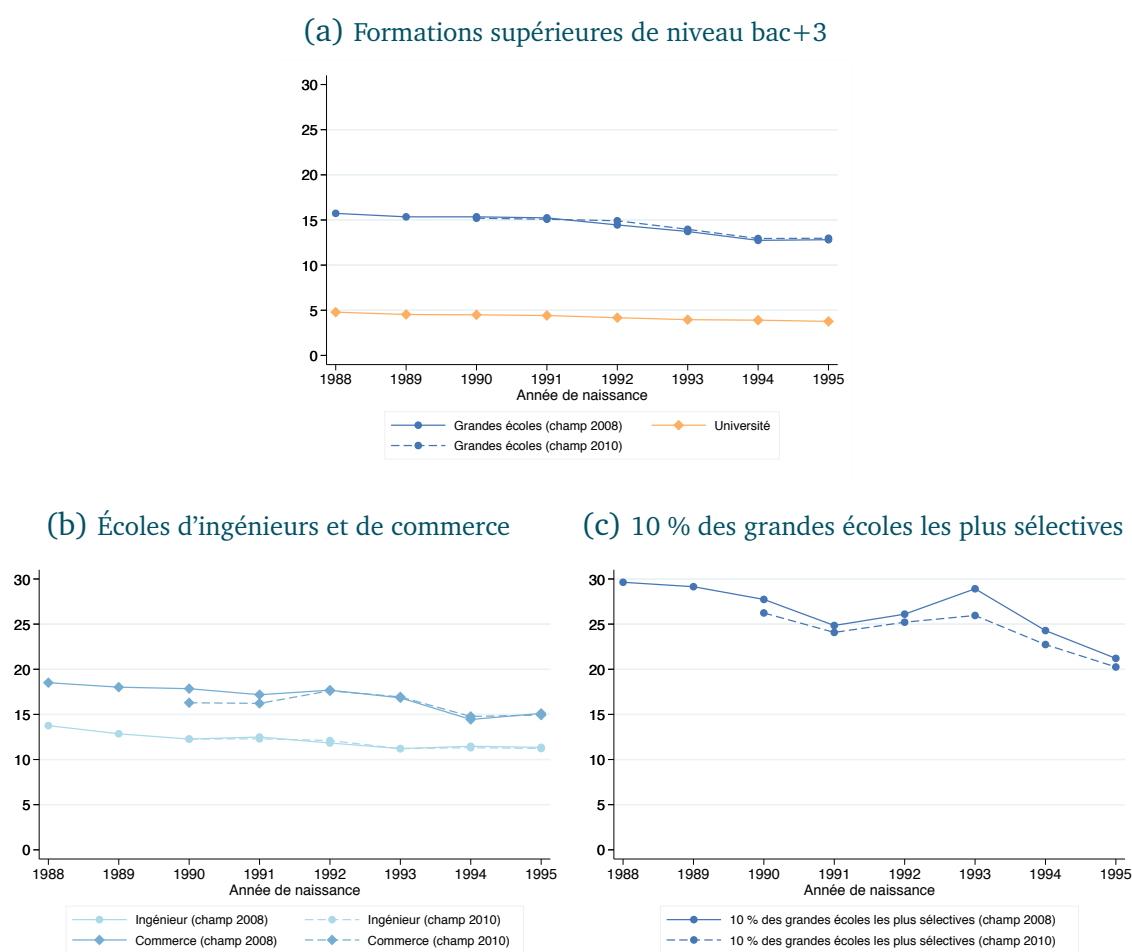 (a) Formations supérieures de niveau bac+3
30
25
20
15
10
5
0
1988 1989 1990 1991 1992 1993 1994 1995
Année de naissance
Grandes écoles (champ 2008) Université
Grandes écoles (champ 2010)
(b) Écoles d'ingénieurs et de commerce
30
25
20
15
10
5
0
1988 1989 1990 1991 1992 1993 1994 1995
Année de naissance
Ingénieur (champ 2008) Ingénieur (champ 2010)
Commerce (champ 2008) Commerce (champ 2010)
(c) 10 % des grandes écoles les plus sélectives
30
25
20
15
10
5
0
1988 1989 1990 1991 1992 1993 1994 1995
Année de naissance
10 % des grandes écoles les plus sélectives (champ 2008)
10 % des grandes écoles les plus sélectives (champ 2010)